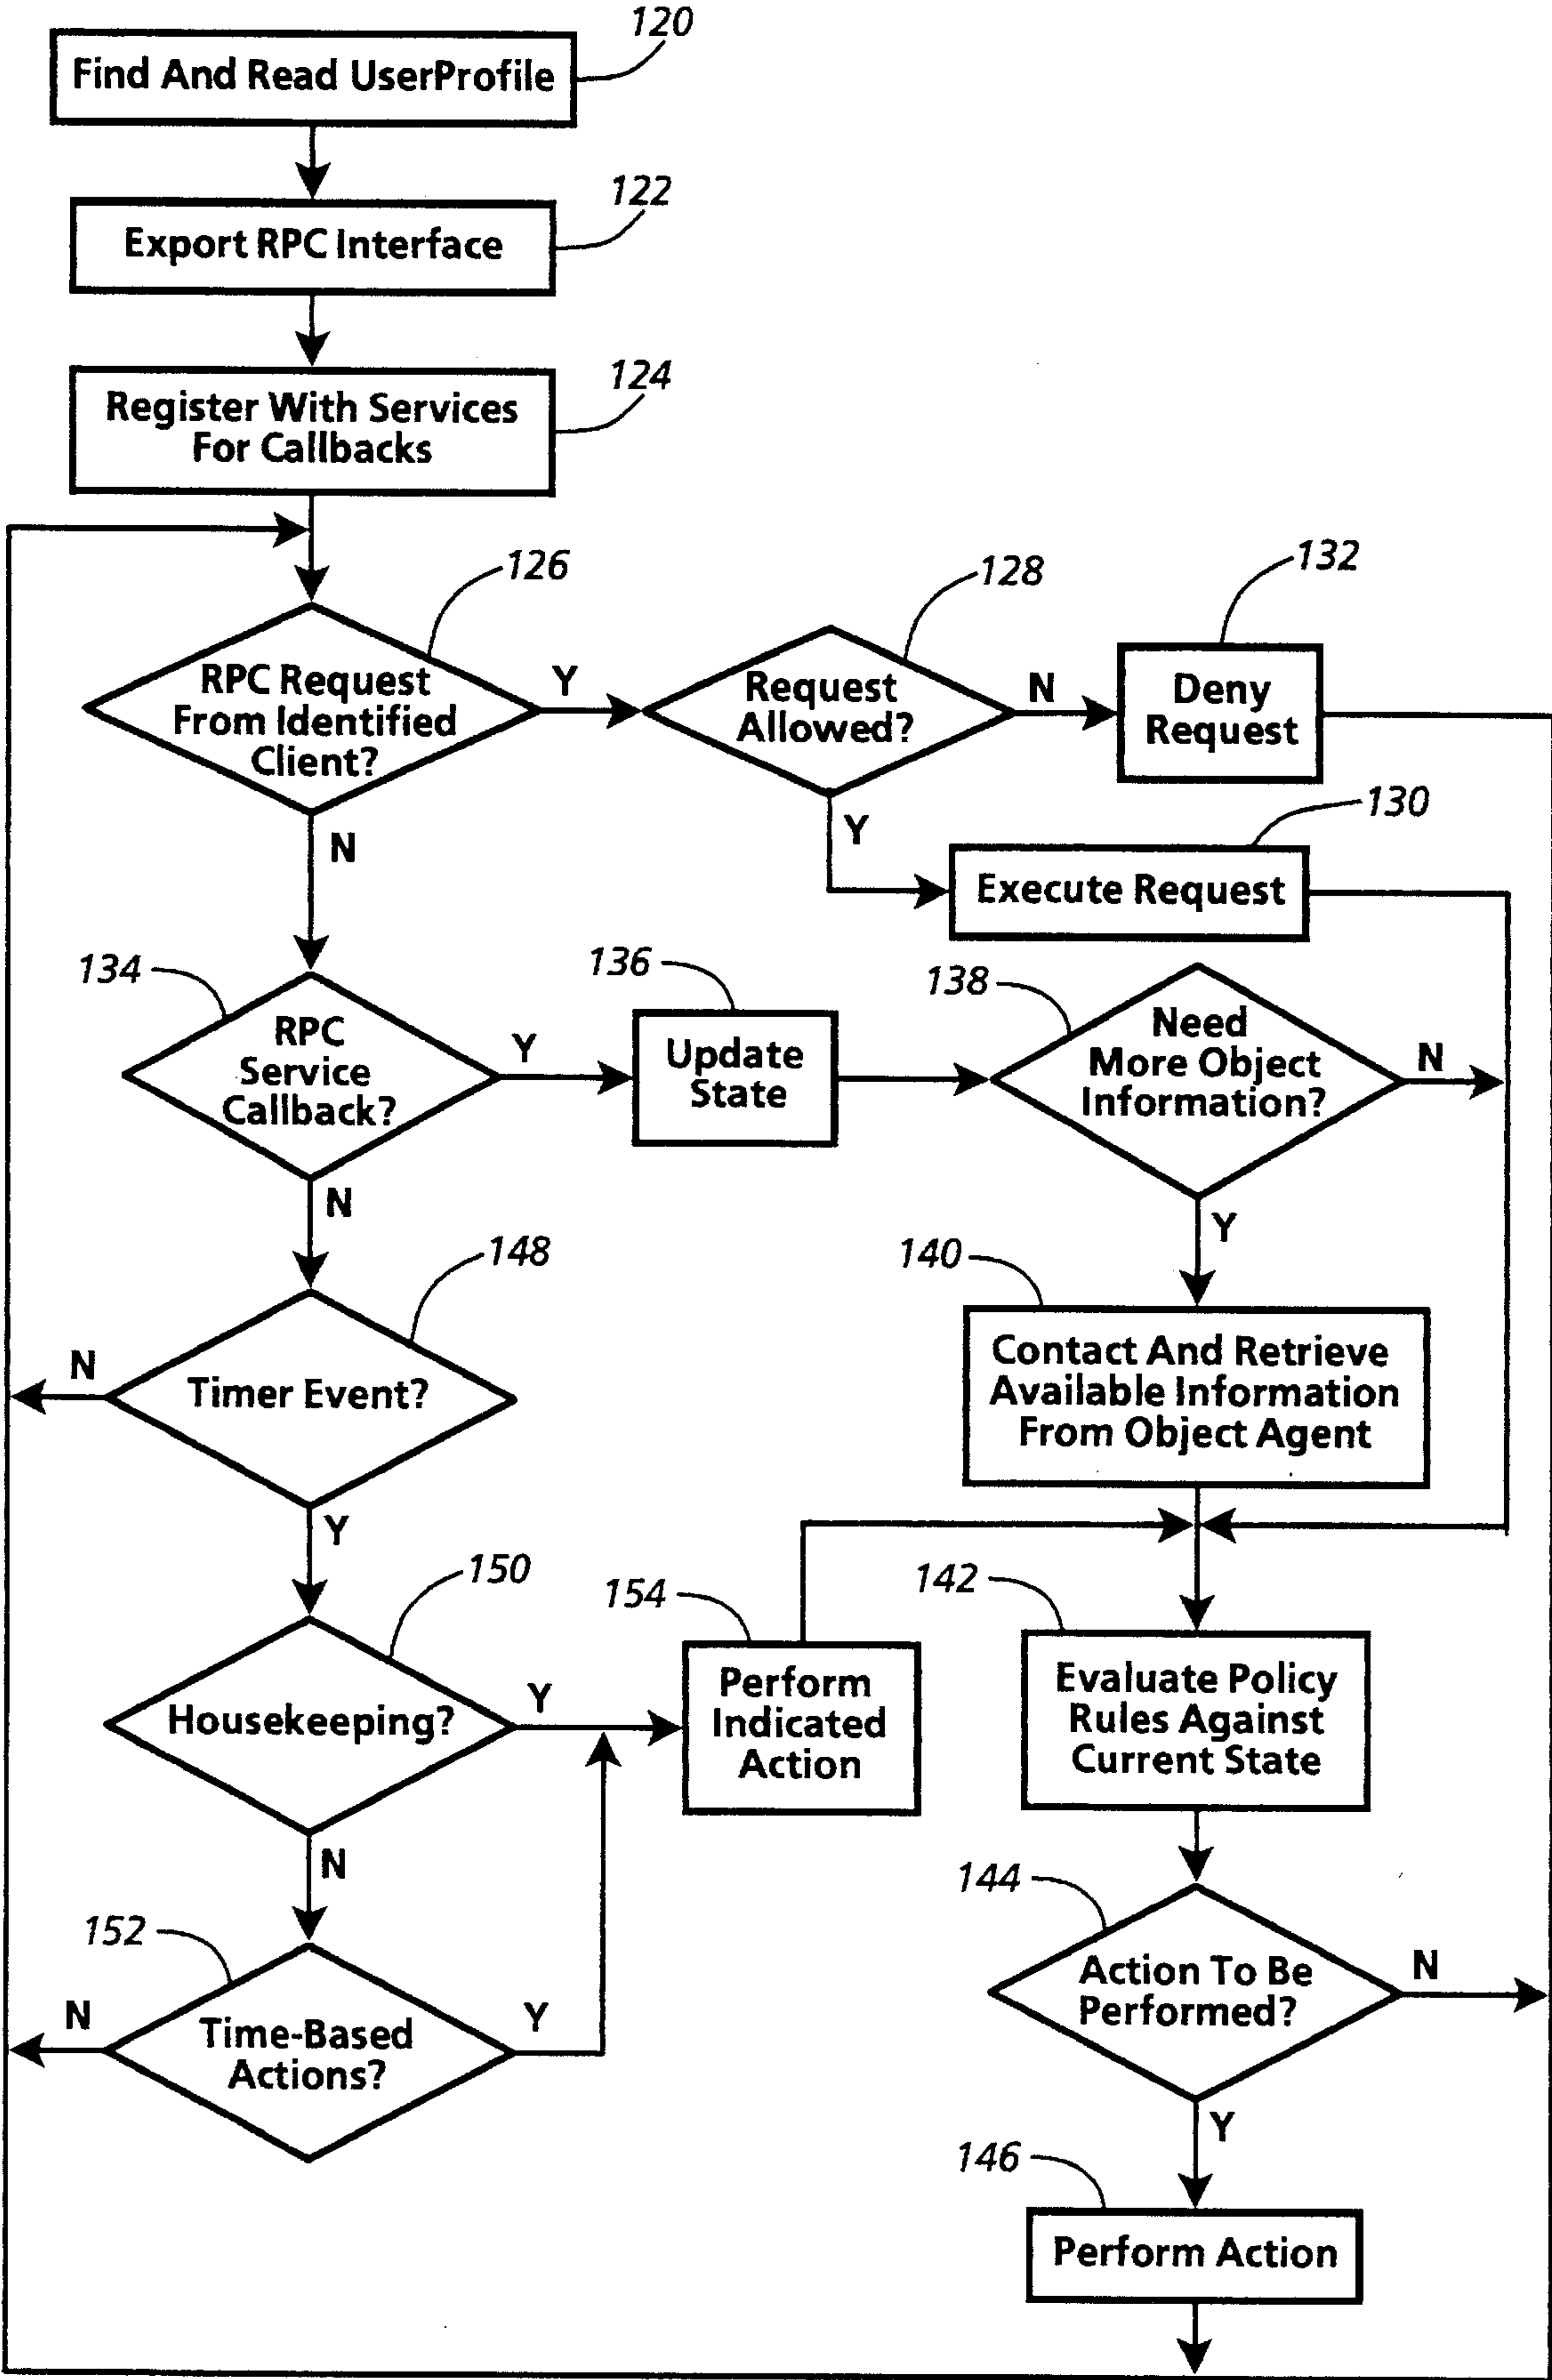 120
Find And Read UserProfile
122
Export RPC Interface
124
Register With Services
For Callbacks
126
RPC Request
From Identified
Client?
Y
N
128
Request
Allowed?
N
Y
132
Deny
Request
130
Execute Request
134
RPC
Service
Callback?
Y
N
136
Update
State
138
Need
More Object
Information?
N
Y
140
Contact And Retrieve
Available Information
From Object Agent
148
Timer Event?
N
Y
150
Housekeeping?
Y
N
154
Perform
Indicated
Action
142
Evaluate Policy
Rules Against
Current State
152
Time-Based
Actions?
N
Y
144
Action To Be
Performed?
N
Y
146
Perform Action